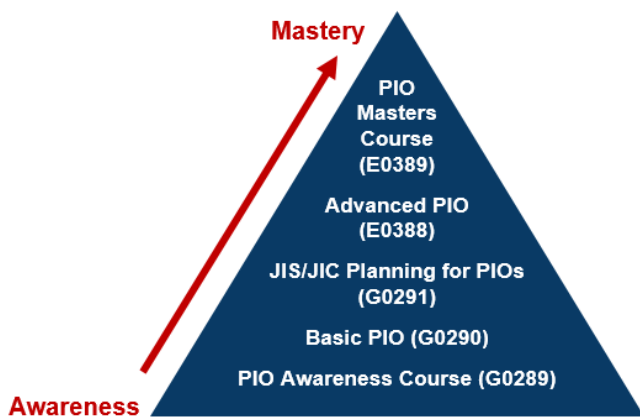 Mastery
PIO
Masters
Course
(E0389)
Advanced PIO
(E0388)
JIS/JIC Planning for PIOs
(G0291)
Basic PIO (G0290)
PIO Awareness Course (G0289)
Awareness